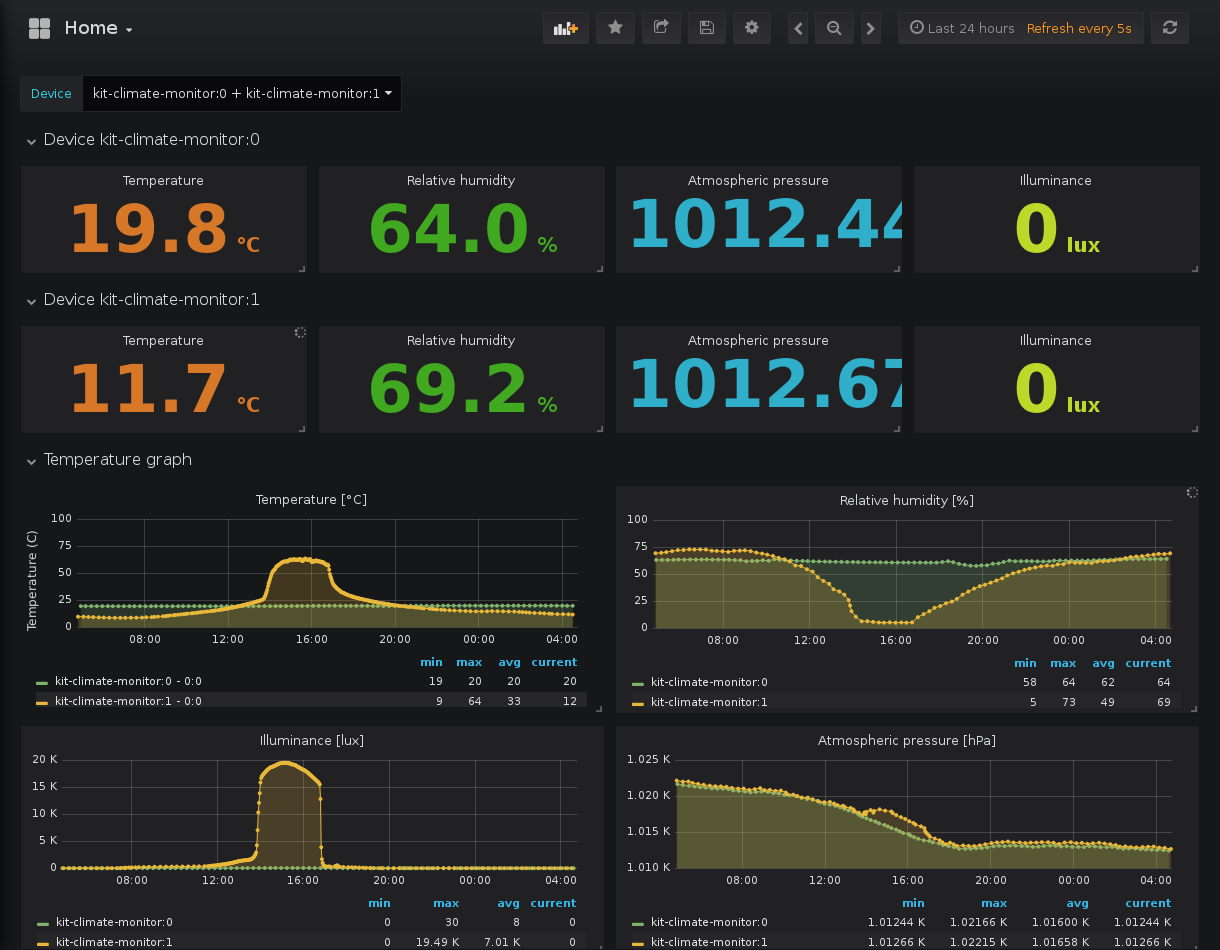 Home
Last 24 hours Refresh every 5s
Device kit-climate-monitor:0 + kit-climate-monitor:1
Device kit-climate-monitor:0
Temperature Relative humidity Atmospheric pressure Illuminance
19.8 °C 64.0 % 1012.44 0 lux
Device kit-climate-monitor:1
Temperature Relative humidity Atmospheric pressure Illuminance
11.7 °C 69.2 % 1012.67 0 lux
Temperature graph
Temperature [°C]
Temperature (C)
100
75
50
25
0
08:00 12:00 16:00 20:00 00:00 04:00
min max avg current
kit-climate-monitor:0 - 0:0 19 20 20 20
kit-climate-monitor:1 - 0:0 9 64 33 12
Relative humidity [%]
100
75
50
25
0
08:00 12:00 16:00 20:00 00:00 04:00
min max avg current
kit-climate-monitor:0 58 64 62 64
kit-climate-monitor:1 5 73 49 69
Illuminance [lux]
20 K
15 K
10 K
5 K
0
08:00 12:00 16:00 20:00 00:00 04:00
min max avg current
kit-climate-monitor:0 0 30 8 0
kit-climate-monitor:1 0 19.49 K 7.01 K 0
Atmospheric pressure [hPa]
1.025 K
1.020 K
1.015 K
1.010 K
08:00 12:00 16:00 20:00 00:00 04:00
min max avg current
kit-climate-monitor:0 1.01244 K 1.02166 K 1.01600 K 1.01244 K
kit-climate-monitor:1 1.01266 K 1.02215 K 1.01658 K 1.01266 K